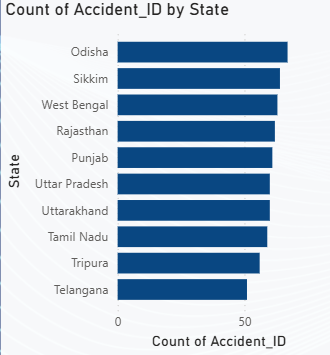 Count of Accident_ID by State
State
Odisha
Sikkim
West Bengal
Rajasthan
Punjab
Uttar Pradesh
Uttarakhand
Tamil Nadu
Tripura
Telangana
0 50
Count of Accident_ID